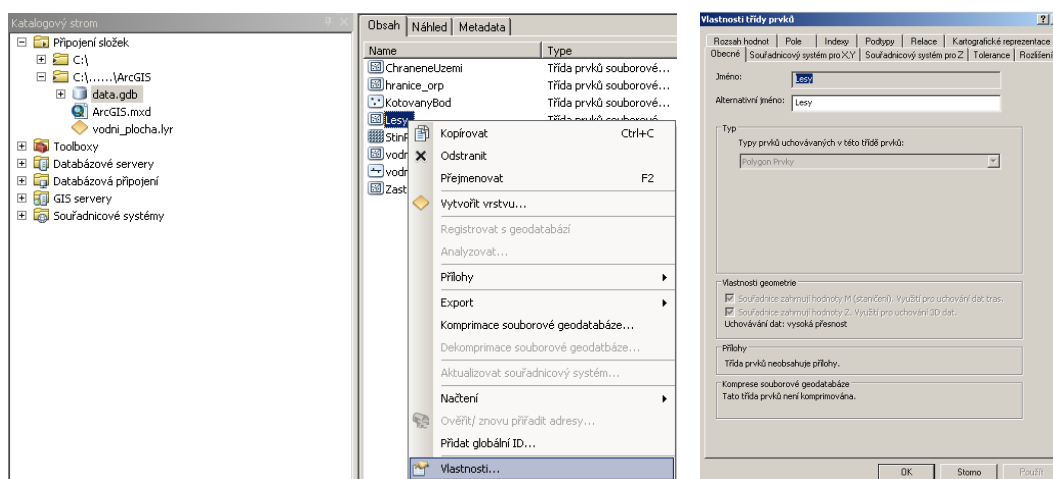 Katalogový strom
Připojení složek
C:\
C:\......\ArcGIS
data.gdb
ArcGIS.mxd
vodni_plocha.lyr
Toolboxy
Databázové servery
Databázová připojení
GIS servery
Souřadnicové systémy
Obsah Náhled Metadata
Name Type
ChraneneUzemi Třída prvků souborové...
hranice_orp Třída prvků souborové...
KotovanyBod Třída prvků souborové...
Lesy Třída prvků souborové...
Kopírovat Ctrl+C
Odstranit
Přejmenovat F2
Vytvořit vrstvu...
Registrovat s geodatabází
Analyzovat...
Přílohy
Export
Komprimace souborové geodatabáze...
Dekomprimace souborové geodatbáze...
Aktualizovat souřadnicový systém...
Načtení
Ověřit/ znovu přiřadit adresy...
Přidat globální ID...
Vlastnosti...
Vlastnosti třídy prvků
Rozsah hodnot Pole Indexy Podtypy Relace Kartografické reprezentace
Obecné Souřadnicový systém pro X,Y Souřadnicový systém pro Z Tolerance Rozlišení
Jméno: Lesy
Alternativní jméno: Lesy
Typ
Typy prvků uchovávaných v této třídě prvků:
Polygon Prvky
Vlastnosti geometrie
Souřadnice zahrnují hodnoty M (staničení). Využití pro uchování dat tras.
Souřadnice zahrnují hodnoty Z. Využití pro uchování 3D dat.
Uchovávání dat: vysoká přesnost
Přílohy
Třída prvků neobsahuje přílohy.
Komprese souborové geodatabáze
Tato třída prvků není komprimována.
OK Storno Použít